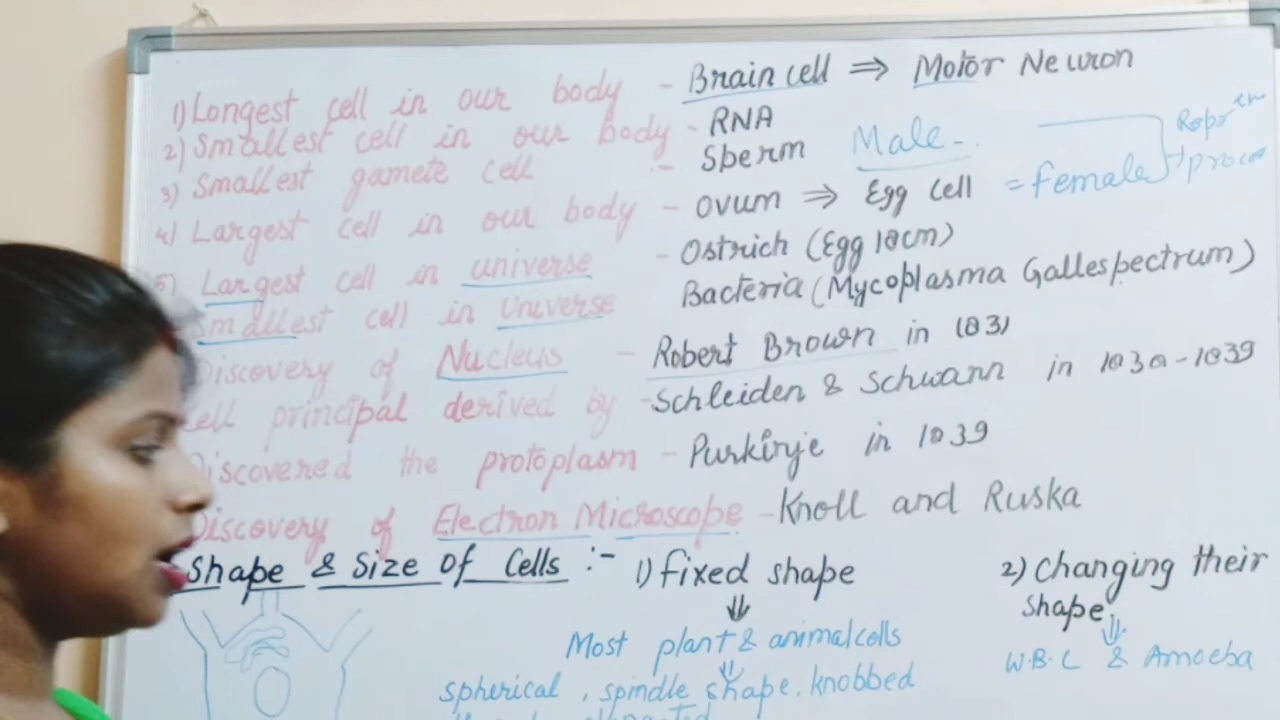 1) Longest cell in our body - Brain cell ⇒ Motor Neuron
2) Smallest cell in our body - RNA
3) Smallest gamete cell - Sperm Male -
4) Largest cell in our body - Ovum ⇒ Egg Cell = female
5) Largest cell in universe - Ostrich (Egg 18cm)
Smallest cell in Universe Bacteria (Mycoplasma Gallespectrum)
Discovery of Nucleus - Robert Brown in 1831
Cell principal derived by - Schleiden & Schwann in 1838-1839
Discovered the protoplasm - Purkinje in 1839
Discovery of Electron Microscope - Knoll and Ruska
Shape & Size of Cells :- 1) fixed shape 2) Changing their shape
⇓
Most plant & animal cells W.B.C & Amoeba
⇓
spherical, spindle shape, knobbed
elongated